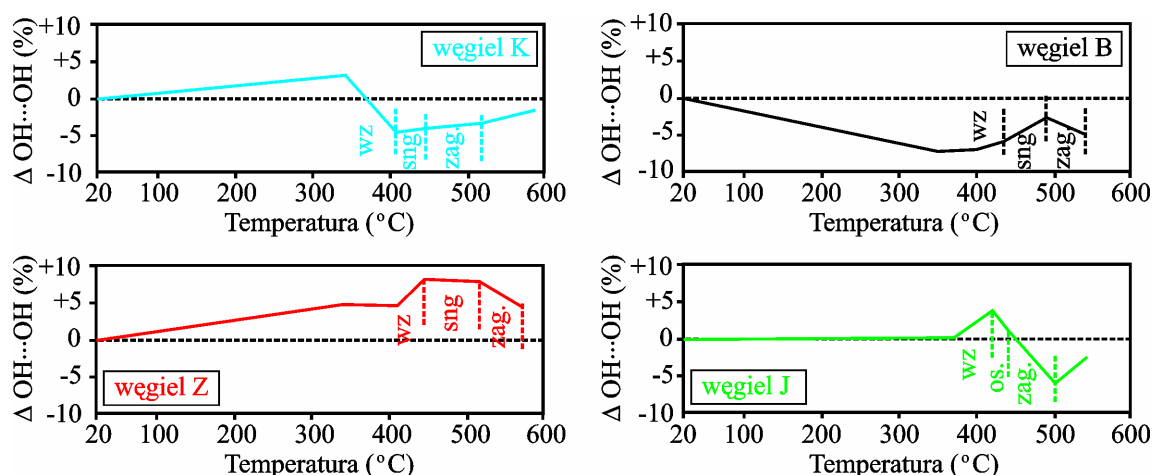 Δ OH···OH (%)
+10
+5
0
-5
-10
węgiel K
wz
sng
zag.
20 100 200 300 400 500 600
Temperatura (°C)
Δ OH···OH (%)
+10
+5
0
-5
-10
węgiel B
wz
sng
zag.
20 100 200 300 400 500 600
Temperatura (°C)
Δ OH···OH (%)
+10
+5
0
-5
-10
węgiel Z
wz
sng
zag.
20 100 200 300 400 500 600
Temperatura (°C)
Δ OH···OH (%)
+10
+5
0
-5
-10
węgiel J
wz
os.
zag.
20 100 200 300 400 500 600
Temperatura (°C)